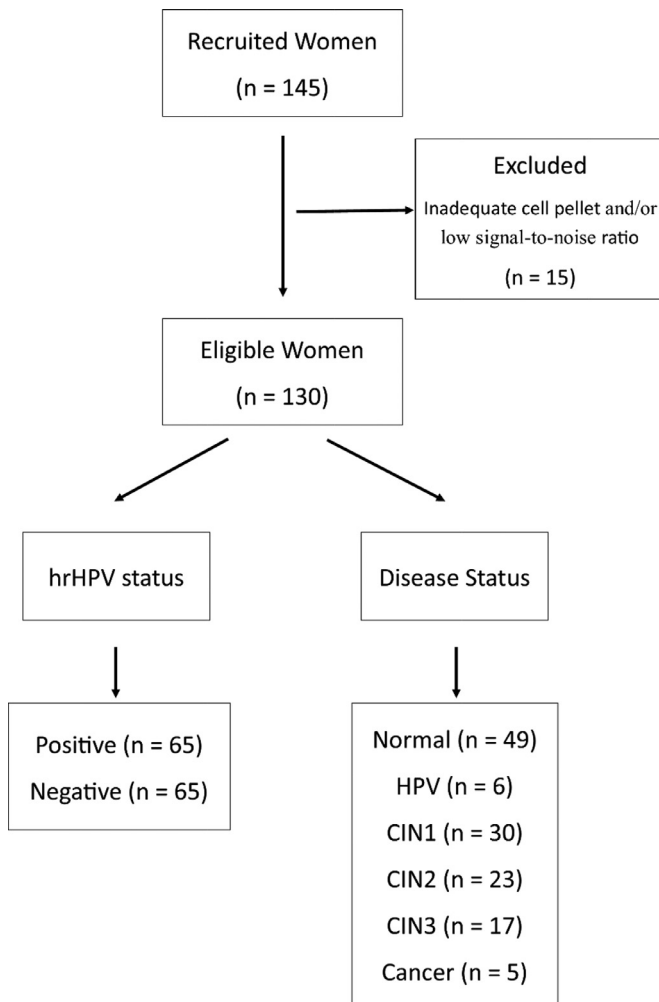 Recruited Women
(n = 145)
Excluded
Inadequate cell pellet and/or
low signal-to-noise ratio
(n = 15)
Eligible Women
(n = 130)
hrHPV status
Disease Status
Positive (n = 65)
Negative (n = 65)
Normal (n = 49)
HPV (n = 6)
CIN1 (n = 30)
CIN2 (n = 23)
CIN3 (n = 17)
Cancer (n = 5)